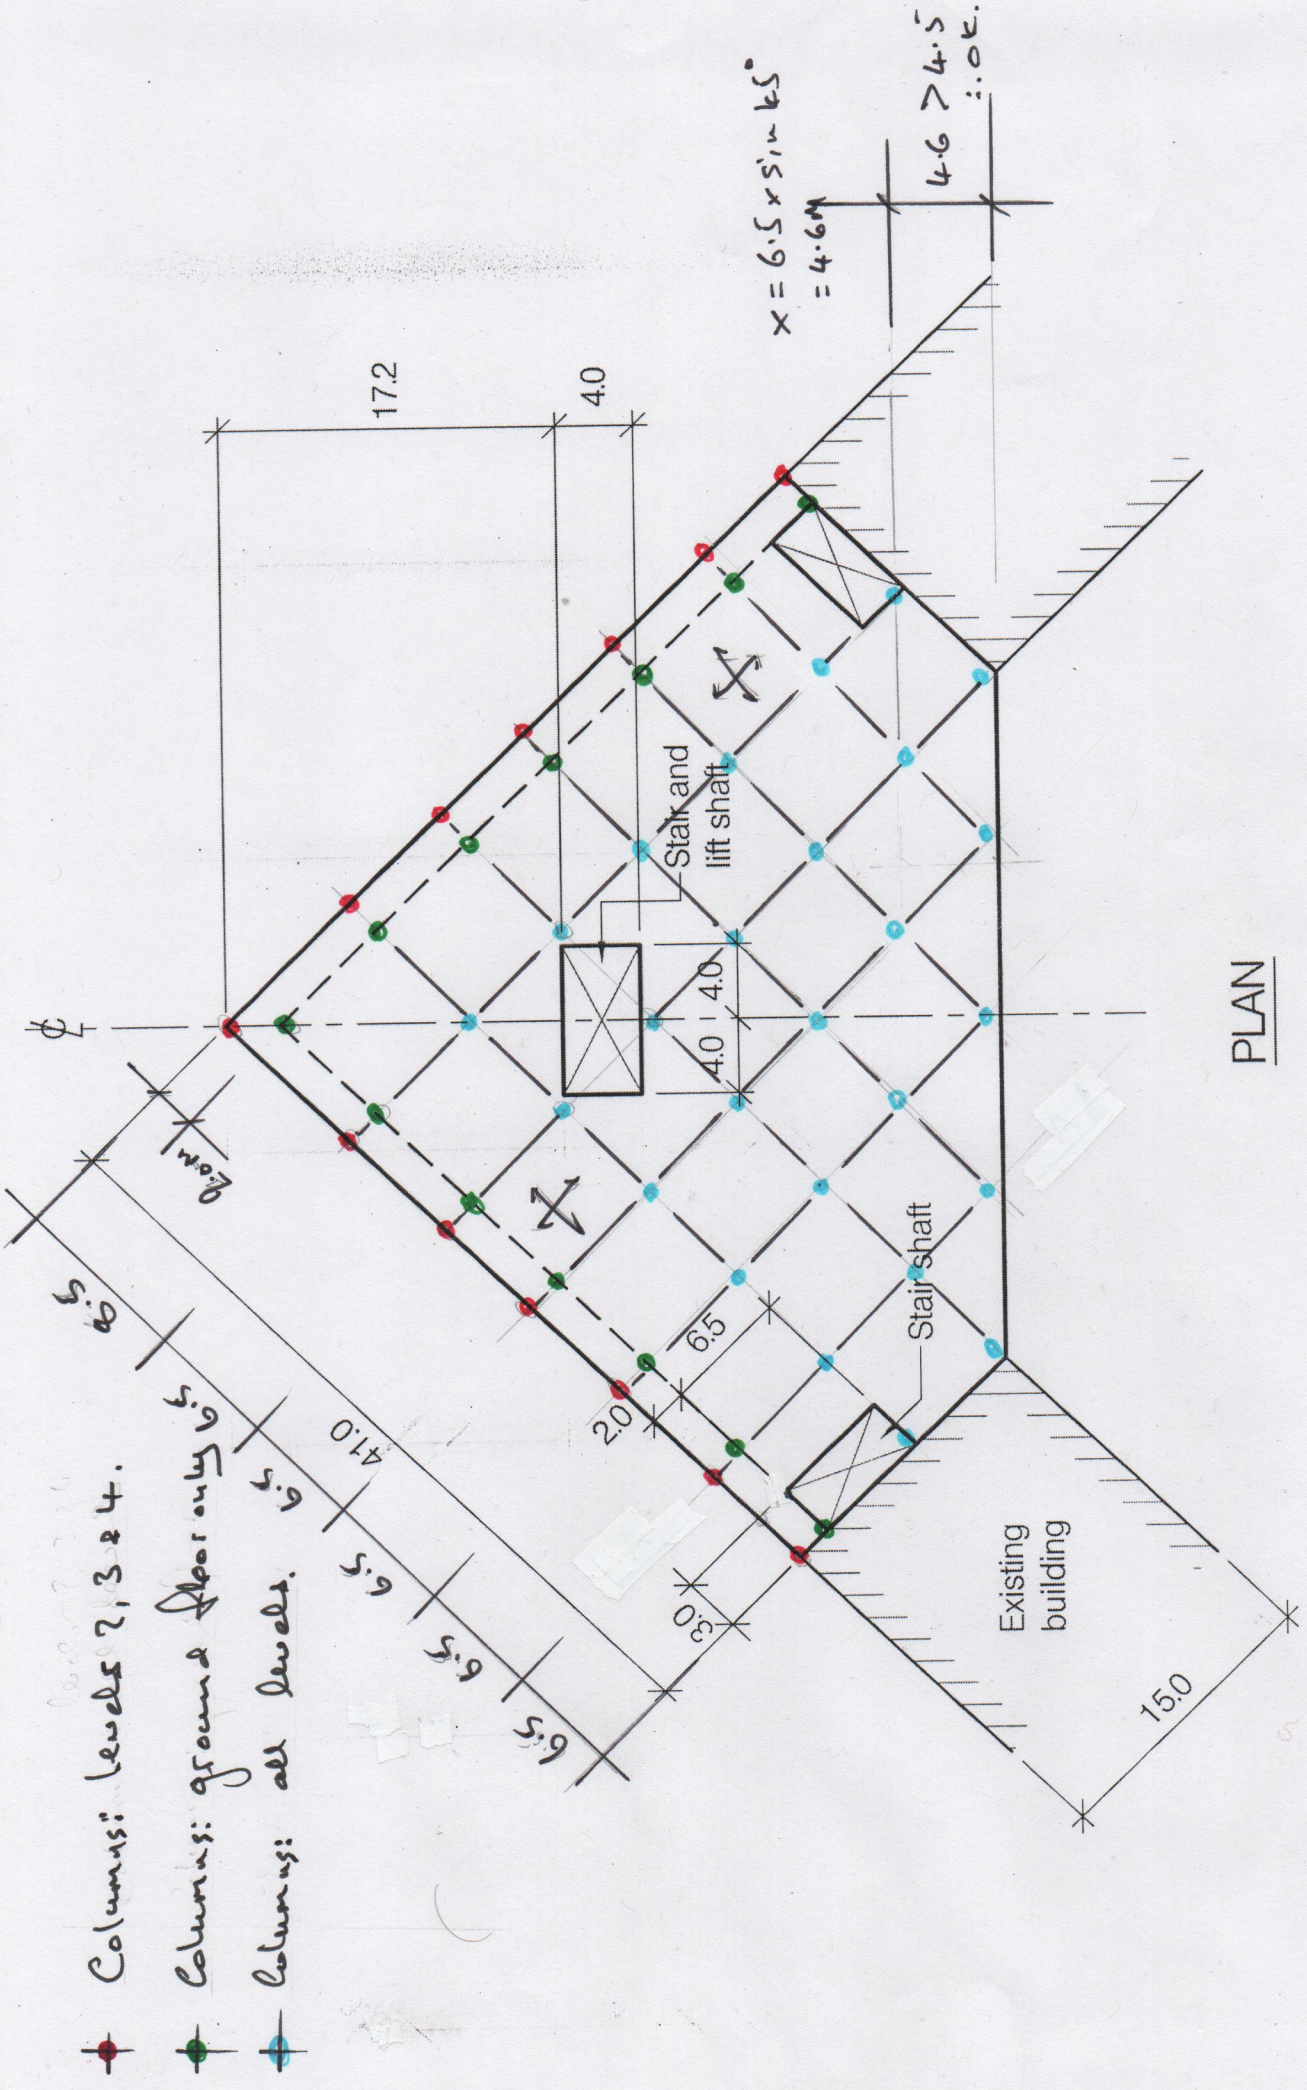 Columns: levels 2, 3 & 4.
Columns: ground floor only
Columns: all levels.
℄
2.0M
6.5
6.5
6.5
6.5
6.5
6.5
41.0
17.2
4.0
x = 6.5 x sin 45°
= 4.6M
4.6 > 4.5
∴ OK.
Stair and
lift shaft
4.0
4.0
2.0
6.5
3.0
Stair shaft
Existing
building
15.0
PLAN